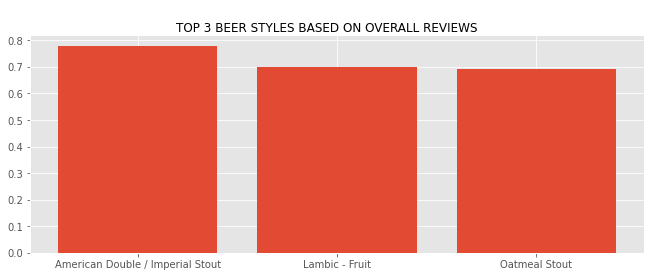 TOP 3 BEER STYLES BASED ON OVERALL REVIEWS
0.8
0.7
0.6
0.5
0.4
0.3
0.2
0.1
0.0
American Double / Imperial Stout
Lambic - Fruit
Oatmeal Stout